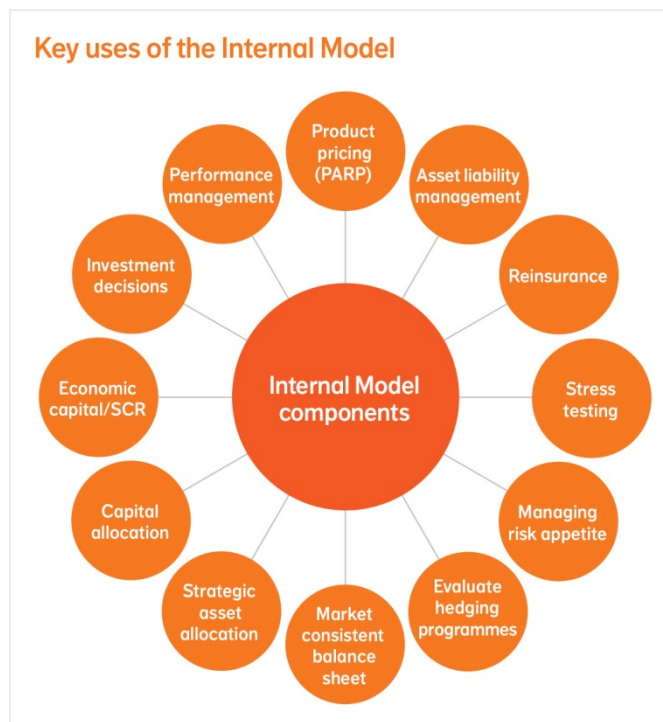 Key uses of the Internal Model
Product
pricing
(PARP)
Asset liability
management
Reinsurance
Stress
testing
Managing
risk appetite
Evaluate
hedging
programmes
Market
consistent
balance
sheet
Strategic
asset
allocation
Capital
allocation
Economic
capital/SCR
Investment
decisions
Performance
management
Internal Model
components